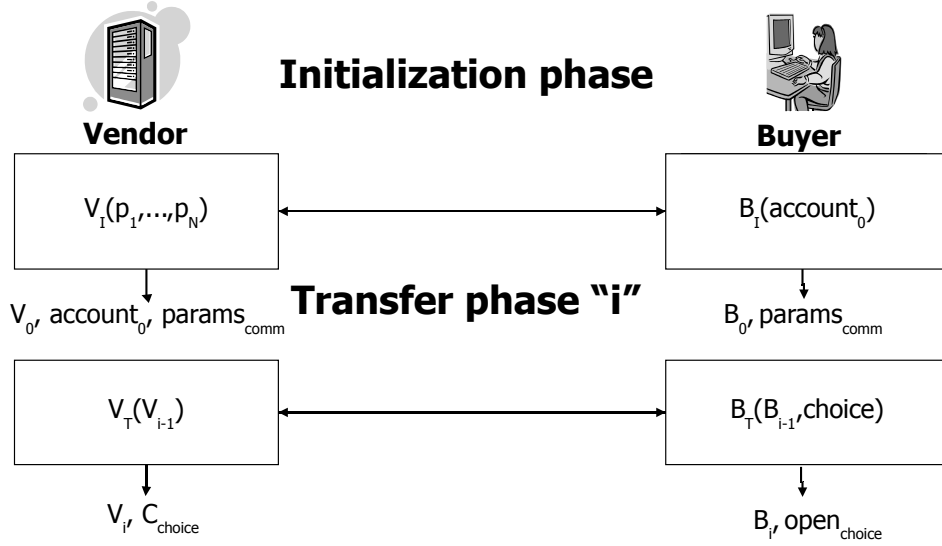 Initialization phase
Vendor
Buyer
V_I(p_1,...,p_N)
B_I(account_0)
Transfer phase “i”
V_0, account_0, params_comm
B_0, params_comm
V_T(V_i-1)
B_T(B_i-1,choice)
V_i, C_choice
B_i, open_choice